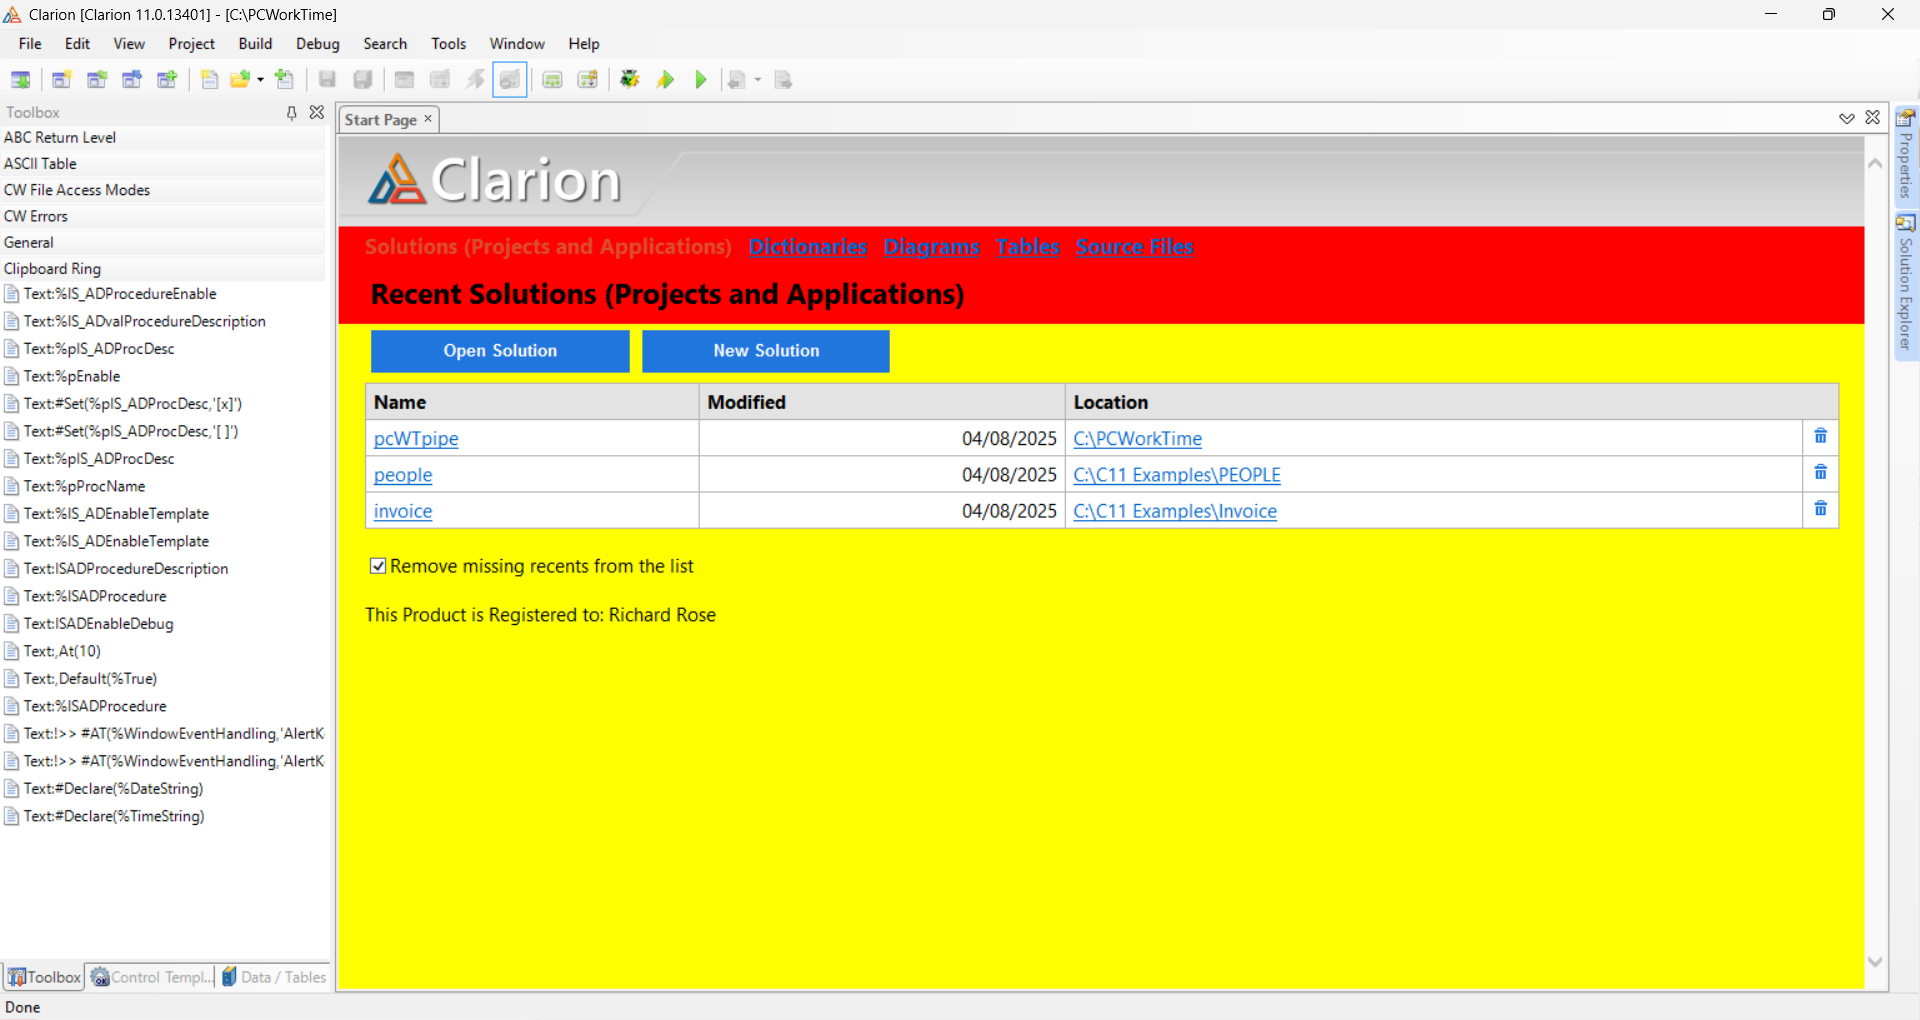 Clarion [Clarion 11.0.13401] - [C:\PCWorkTime]
File Edit View Project Build Debug Search Tools Window Help
Toolbox
ABC Return Level
ASCII Table
CW File Access Modes
CW Errors
General
Clipboard Ring
Text:%IS_ADProcedureEnable
Text:%IS_ADvalProcedureDescription
Text:%pIS_ADProcDesc
Text:%pEnable
Text:#Set(%pIS_ADProcDesc,'[x]')
Text:#Set(%pIS_ADProcDesc,'[ ]')
Text:%pIS_ADProcDesc
Text:%pProcName
Text:%IS_ADEnableTemplate
Text:%IS_ADEnableTemplate
Text:ISADProcedureDescription
Text:%ISADProcedure
Text:ISADEnableDebug
Text:,At(10)
Text:,Default(%True)
Text:%ISADProcedure
Text:!>> #AT(%WindowEventHandling,'AlertK
Text:!>> #AT(%WindowEventHandling,'AlertK
Text:#Declare(%DateString)
Text:#Declare(%TimeString)
Toolbox Control Templ... Data / Tables
Done
Start Page
Clarion
Solutions (Projects and Applications) Dictionaries Diagrams Tables Source Files
Recent Solutions (Projects and Applications)
Open Solution New Solution
Name Modified Location
pcWTpipe 04/08/2025 C:\PCWorkTime
people 04/08/2025 C:\C11 Examples\PEOPLE
invoice 04/08/2025 C:\C11 Examples\Invoice
Remove missing recents from the list
This Product is Registered to: Richard Rose
Properties
Solution Explorer